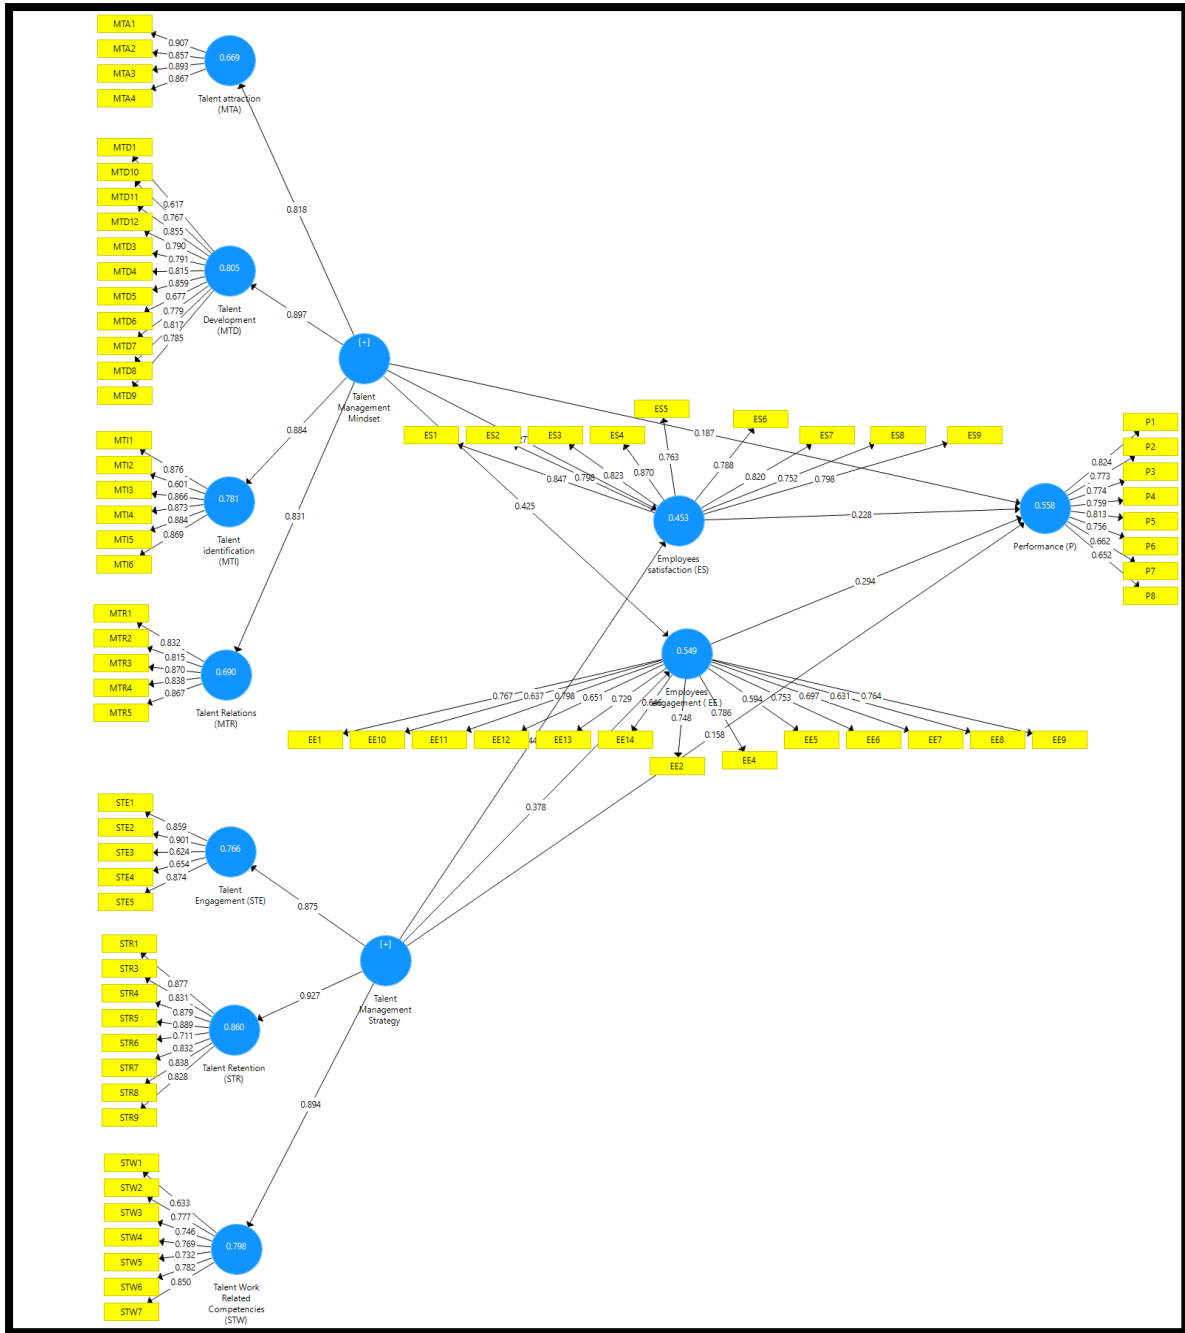 MTA1
MTA2
MTA3
MTA4
0.907
0.857
0.893
0.867
0.669
Talent attraction
(MTA)
MTD1
MTD10
MTD11
MTD12
MTD3
MTD4
MTD5
MTD6
MTD7
MTD8
MTD9
0.617
0.767
0.855
0.790
0.791
0.815
0.859
0.677
0.779
0.817
0.785
0.805
Talent
Development
(MTD)
0.818
0.897
0.884
0.831
[+]
Talent
Management
Mindset
MTI1
MTI2
MTI3
MTI4
MTI5
MTI6
0.876
0.601
0.866
0.873
0.884
0.869
0.781
Talent
identification
(MTI)
MTR1
MTR2
MTR3
MTR4
MTR5
0.832
0.815
0.870
0.838
0.867
0.690
Talent Relations
(MTR)
ES1
ES2
ES3
ES4
ES5
ES6
ES7
ES8
ES9
0.847
0.798
0.823
0.870
0.763
0.788
0.820
0.752
0.798
0.453
Employees
satisfaction (ES)
0.187
0.425
0.228
0.294
0.158
0.378
P1
P2
P3
P4
P5
P6
P7
P8
0.824
0.773
0.774
0.759
0.813
0.756
0.662
0.652
0.558
Performance (P)
0.549
Employees
engagement ( EE )
0.767
0.637
0.798
0.651
0.729
0.748
0.786
0.594
0.753
0.697
0.631
0.764
EE1
EE10
EE11
EE12
EE13
EE14
EE2
EE4
EE5
EE6
EE7
EE8
EE9
STE1
STE2
STE3
STE4
STE5
0.859
0.901
0.624
0.654
0.874
0.766
Talent
Engagement (STE)
0.875
0.927
0.894
[+]
Talent
Management
Strategy
STR1
STR3
STR4
STR5
STR6
STR7
STR8
STR9
0.877
0.831
0.879
0.889
0.711
0.832
0.838
0.828
0.860
Talent Retention
(STR)
STW1
STW2
STW3
STW4
STW5
STW6
STW7
0.633
0.777
0.746
0.769
0.732
0.782
0.850
0.798
Talent Work
Related
Competencies
(STW)